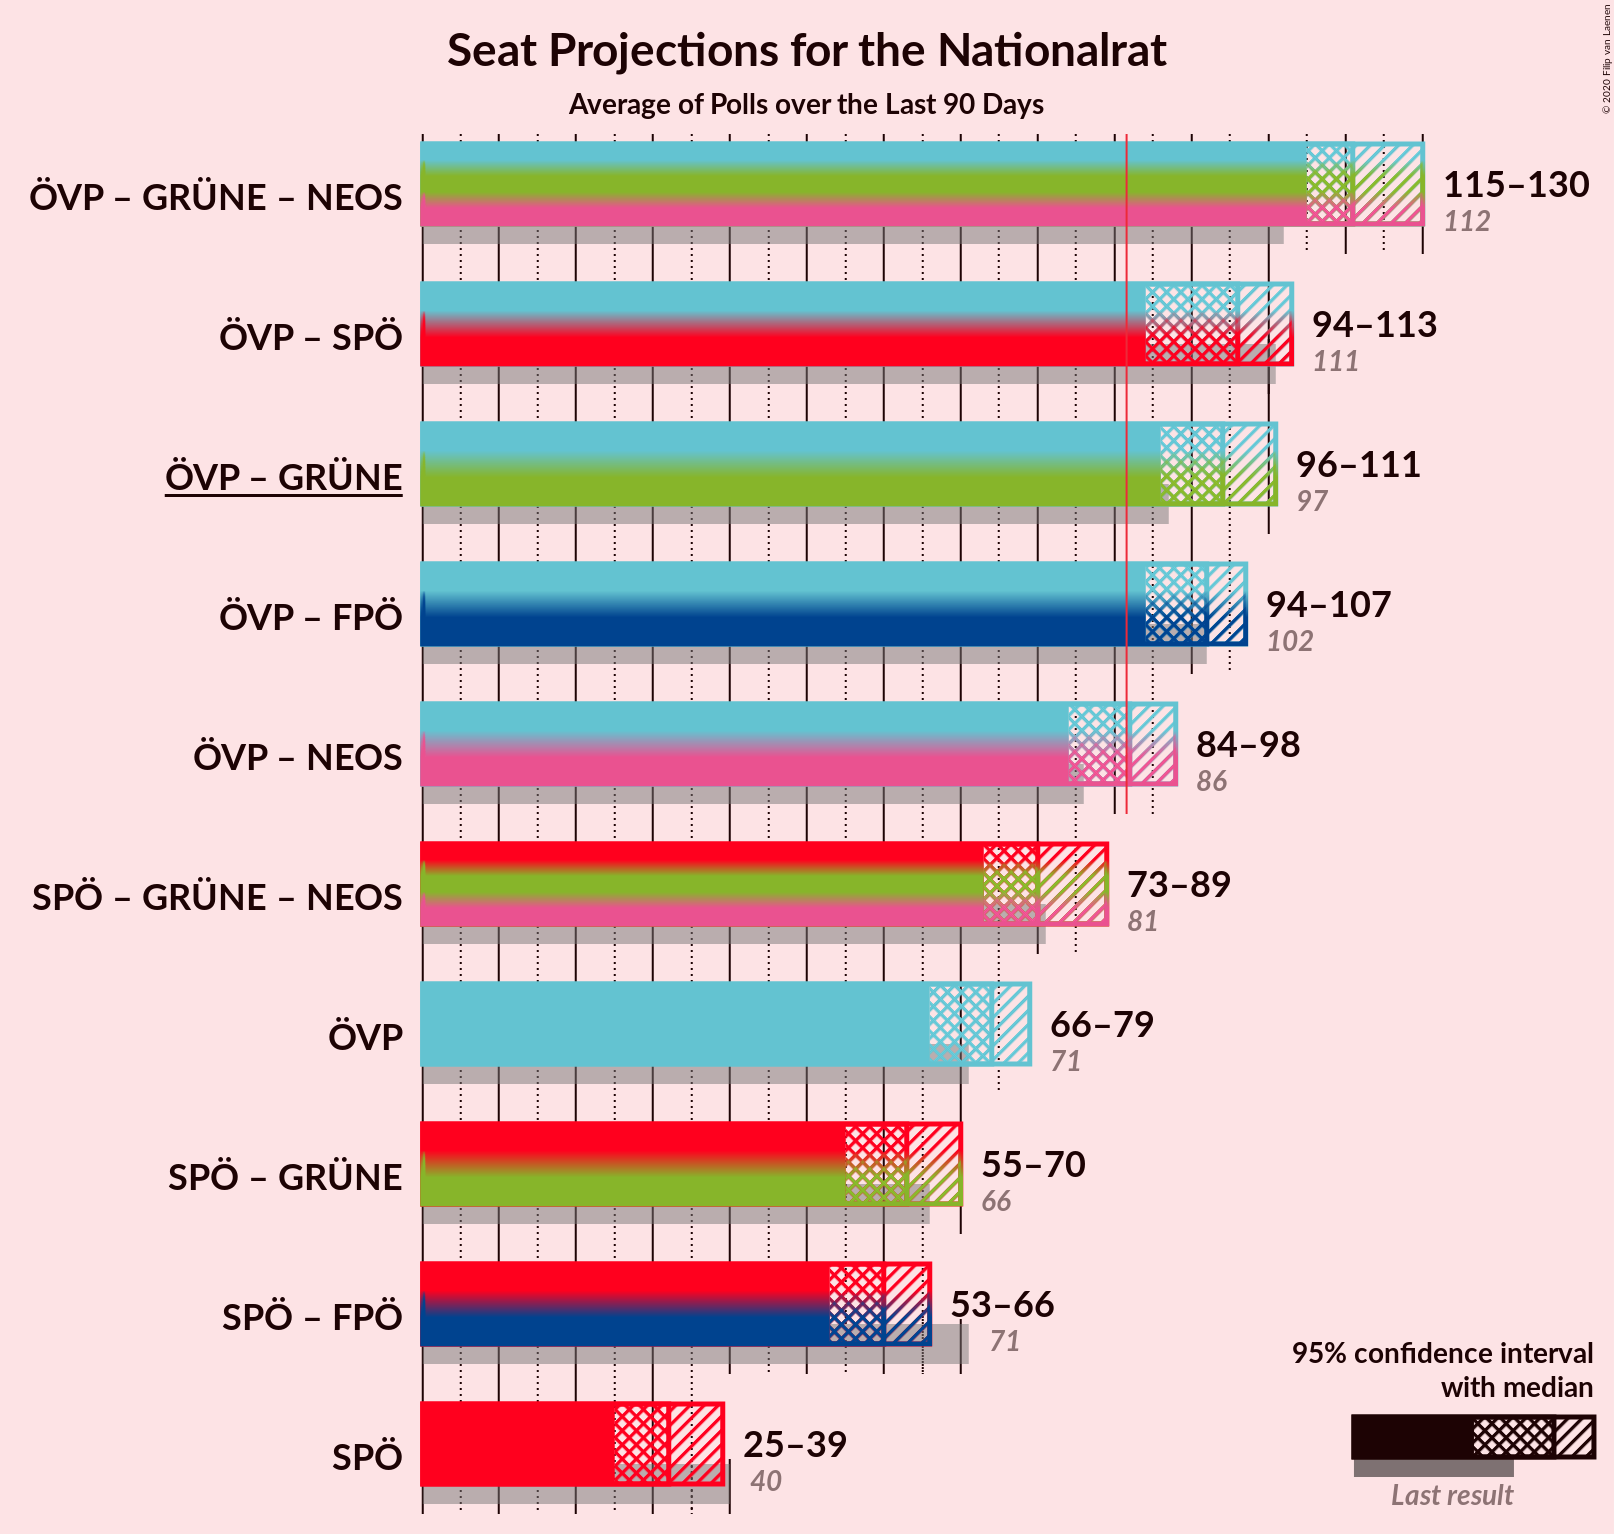 Seat Projections for the Nationalrat
Average of Polls over the Last 90 Days
© 2020 Filip van Laenen
ÖVP – GRÜNE – NEOS
115–130
112
ÖVP – SPÖ
94–113
111
ÖVP – GRÜNE
96–111
97
ÖVP – FPÖ
94–107
102
ÖVP – NEOS
84–98
86
SPÖ – GRÜNE – NEOS
73–89
81
ÖVP
66–79
71
SPÖ – GRÜNE
55–70
66
SPÖ – FPÖ
53–66
71
SPÖ
25–39
40
95% confidence interval
with median
Last result